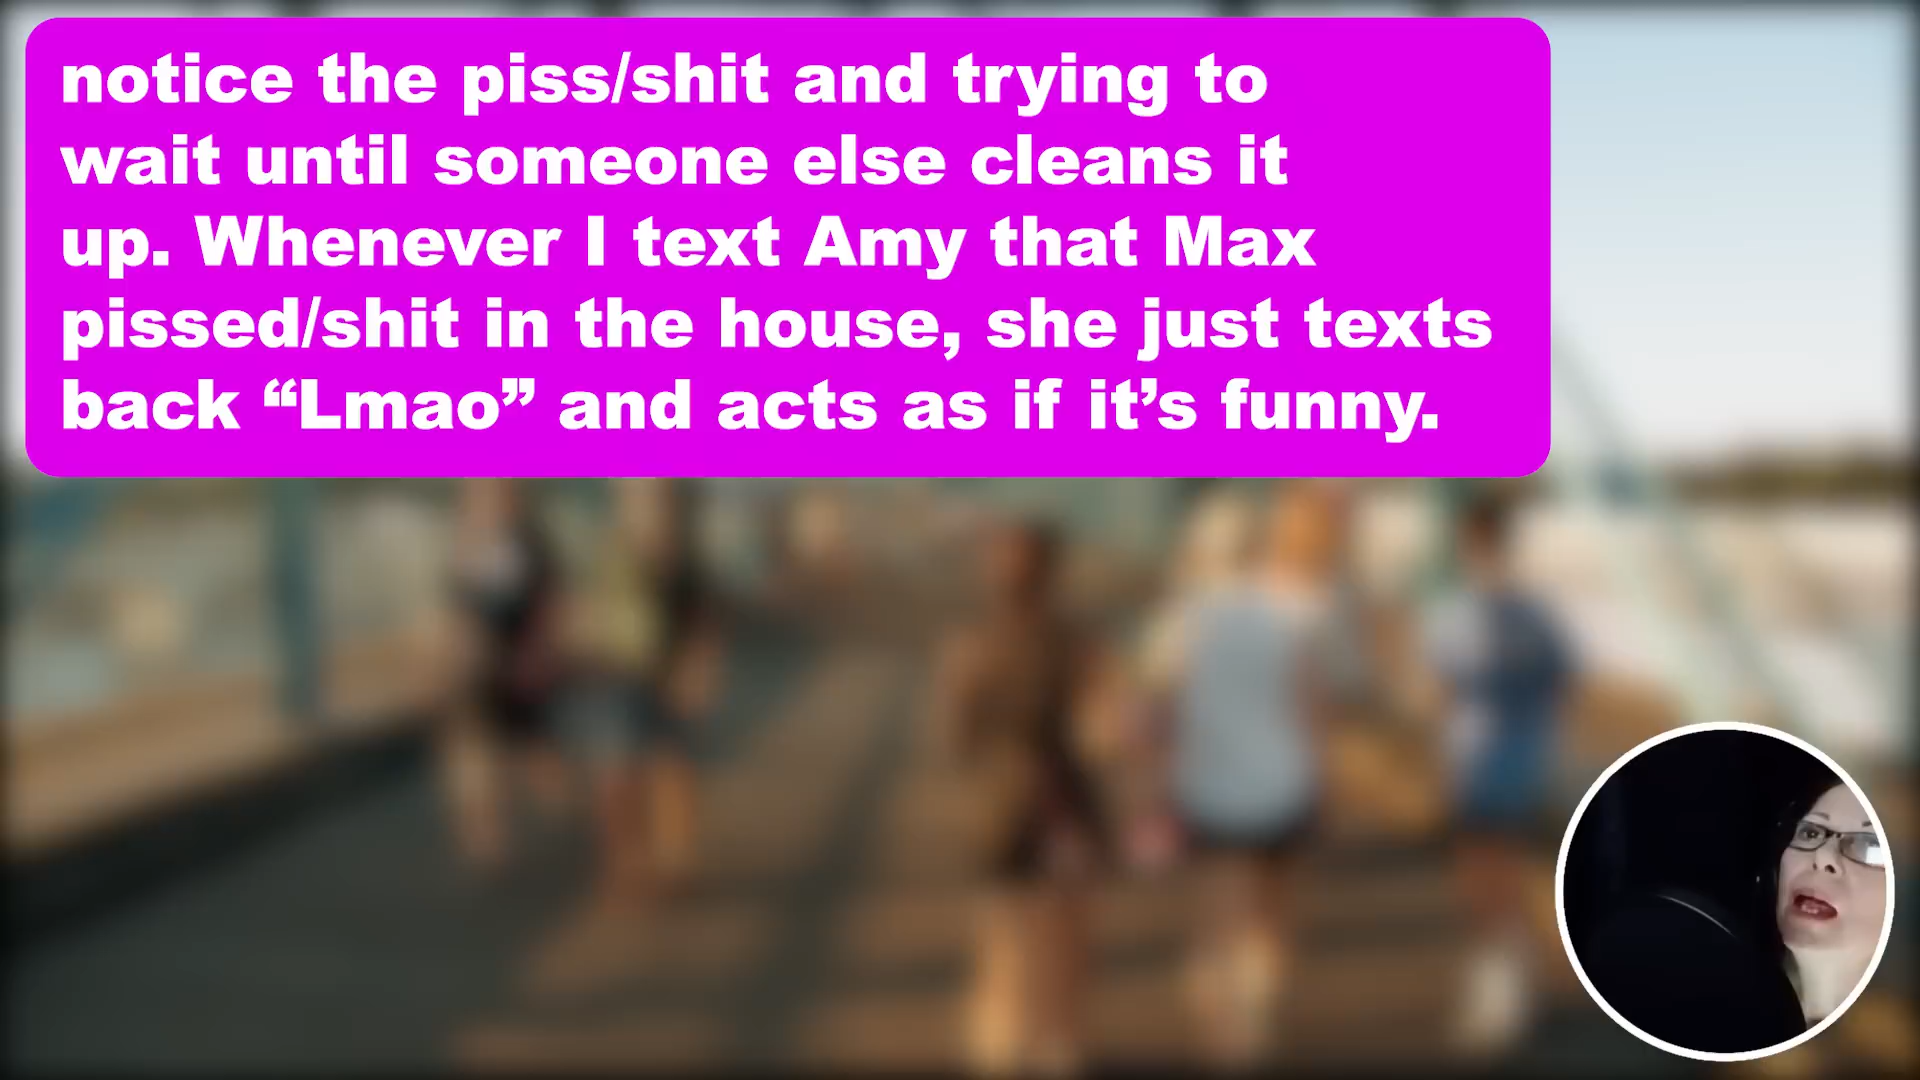 notice the piss/shit and trying to
wait until someone else cleans it
up. Whenever I text Amy that Max
pissed/shit in the house, she just texts
back “Lmao” and acts as if it’s funny.